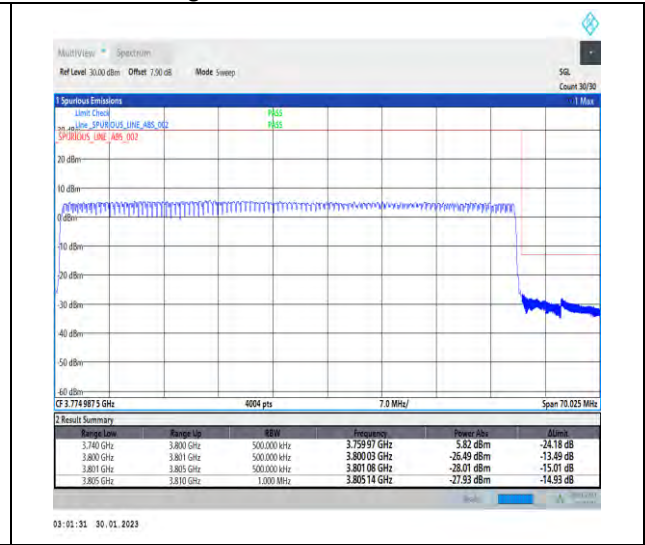 MultiView Spectrum
Ref Level 30.00 dBm Offset 7.90 dB Mode Sweep SGL
Count 30/30
1 Spurious Emissions 1 Max
Limit Check PASS
Line _SPURIOUS_LINE_ABS_002 PASS
_SPURIOUS_LINE_ABS_002
20 dBm
10 dBm
0 dBm
-10 dBm
-20 dBm
-30 dBm
-40 dBm
-50 dBm
-60 dBm
CF 3.774 987 5 GHz 4004 pts 7.0 MHz/ Span 70.025 MHz
2 Result Summary
Range Low Range Up RBW Frequency Power Abs ΔLimit
3.740 GHz 3.800 GHz 500.000 kHz 3.759 97 GHz 5.82 dBm -24.18 dB
3.800 GHz 3.801 GHz 500.000 kHz 3.800 03 GHz -26.49 dBm -13.49 dB
3.801 GHz 3.805 GHz 500.000 kHz 3.801 08 GHz -28.01 dBm -15.01 dB
3.805 GHz 3.810 GHz 1.000 MHz 3.805 14 GHz -27.93 dBm -14.93 dB
03:01:31 30.01.2023